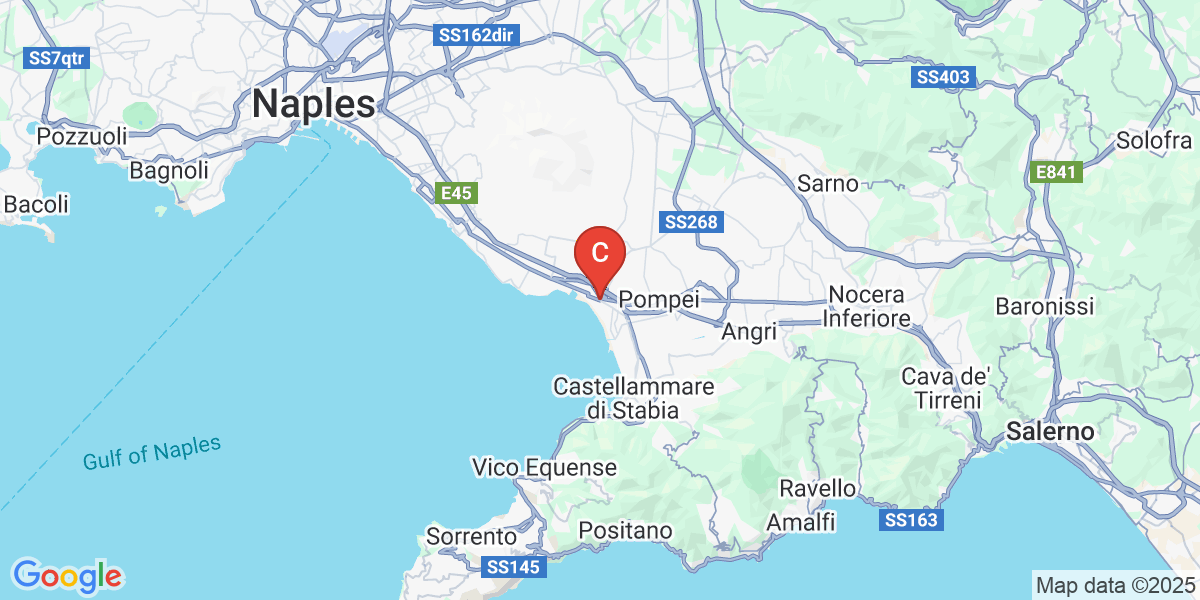 SS162dir
SS7qtr
SS403
Naples
Pozzuoli
Solofra
Bagnoli
E841
Sarno
E45
Bacoli
SS268
C
Pompei
Nocera
Inferiore
Baronissi
Angri
Castellammare
di Stabia
Cava de'
Tirreni
Salerno
Gulf of Naples
Vico Equense
Ravello
Amalfi
SS163
Positano
Sorrento
SS145
Google
Map data ©2025